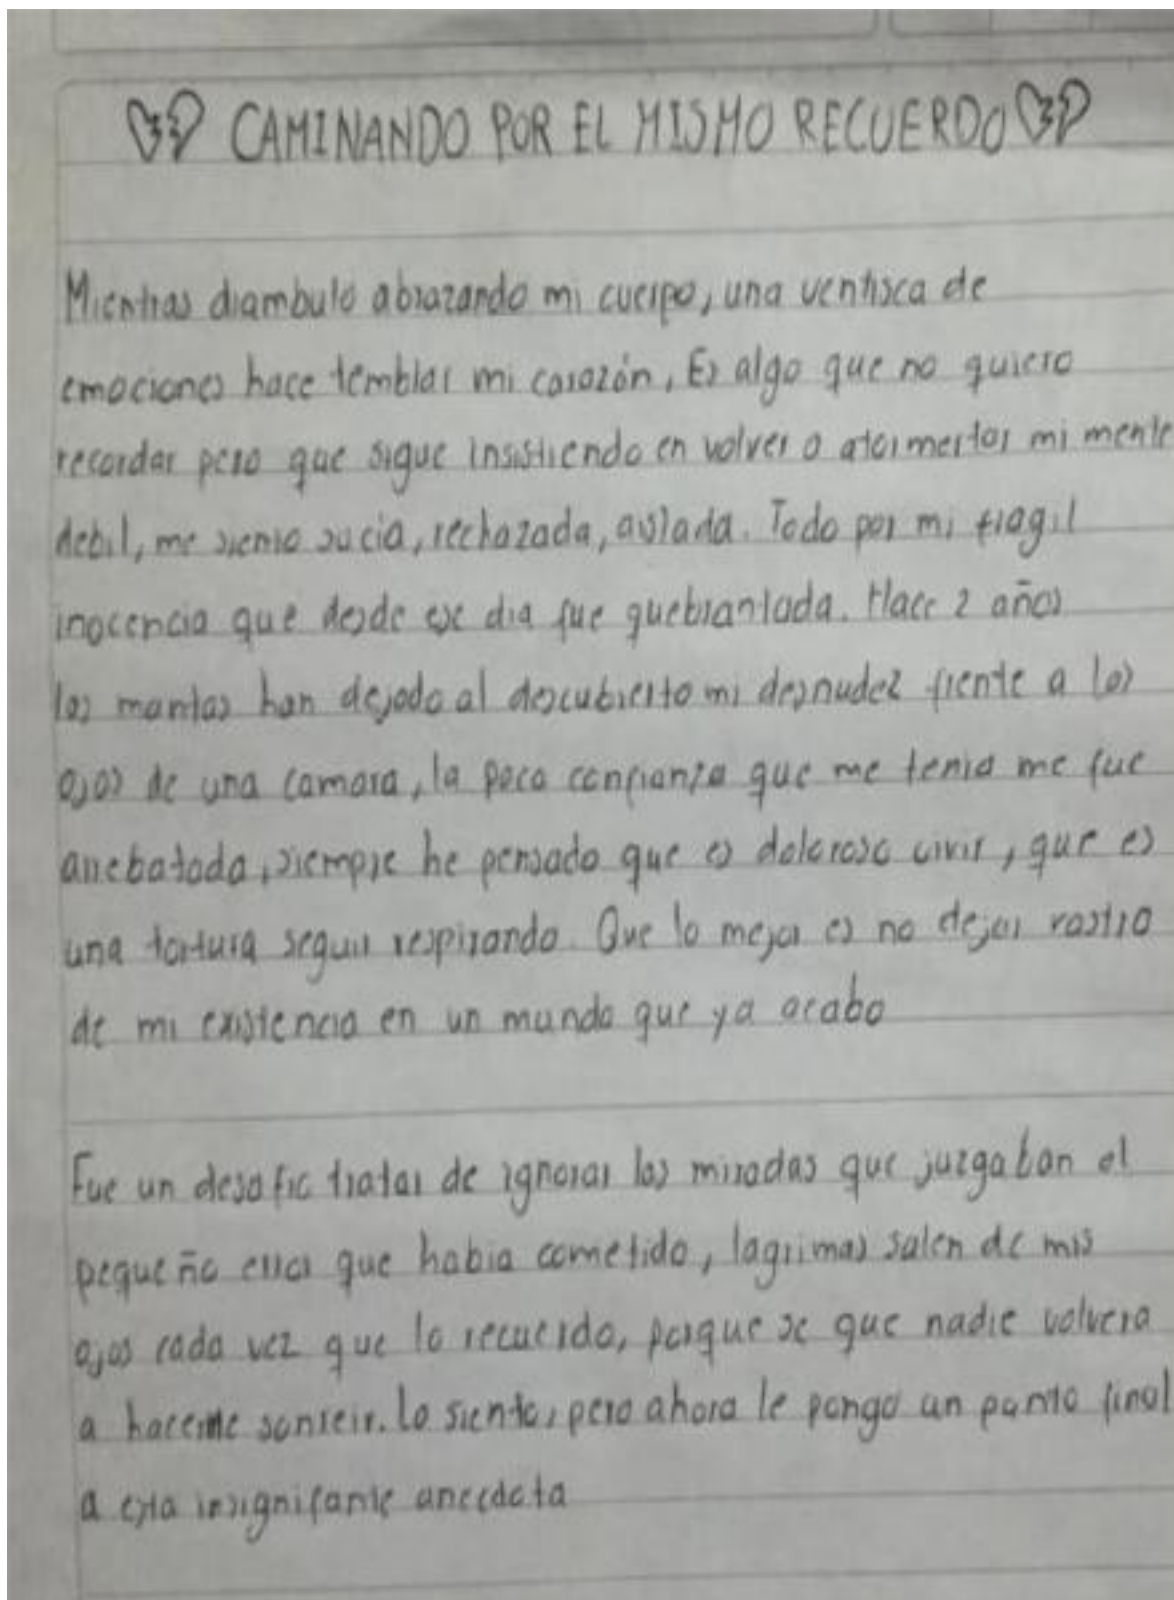 CAMINANDO POR EL MISMO RECUERDO
Mientras diambulo abrazando mi cuerpo, una ventisca de
emociones hace temblar mi corazón, Es algo que no quiero
recordar pero que sigue insistiendo en volver a atormertar mi mente
debil, me siento sucia, rechazada, aislada. Todo por mi fragil
inocencia que desde ese dia fue quebrantada. Hace 2 años
las mantas han dejado al descubierto mi desnudez frente a los
ojos de una camara, la poca confianza que me tenia me fue
arrebatada, siempre he pensado que es doloroso vivir, que es
una tortura seguir respirando. Que lo mejor es no dejar rastro
de mi existencia en un mundo que ya acabo
Fue un desafio tratar de ignorar las miradas que juzgaban el
pequeño error que habia cometido, lagrimas salen de mis
ojos cada vez que lo recuerdo, porque se que nadie volvera
a hacerme sonreir. Lo siento, pero ahora le pongo un punto final
a esta insignifante anecdota